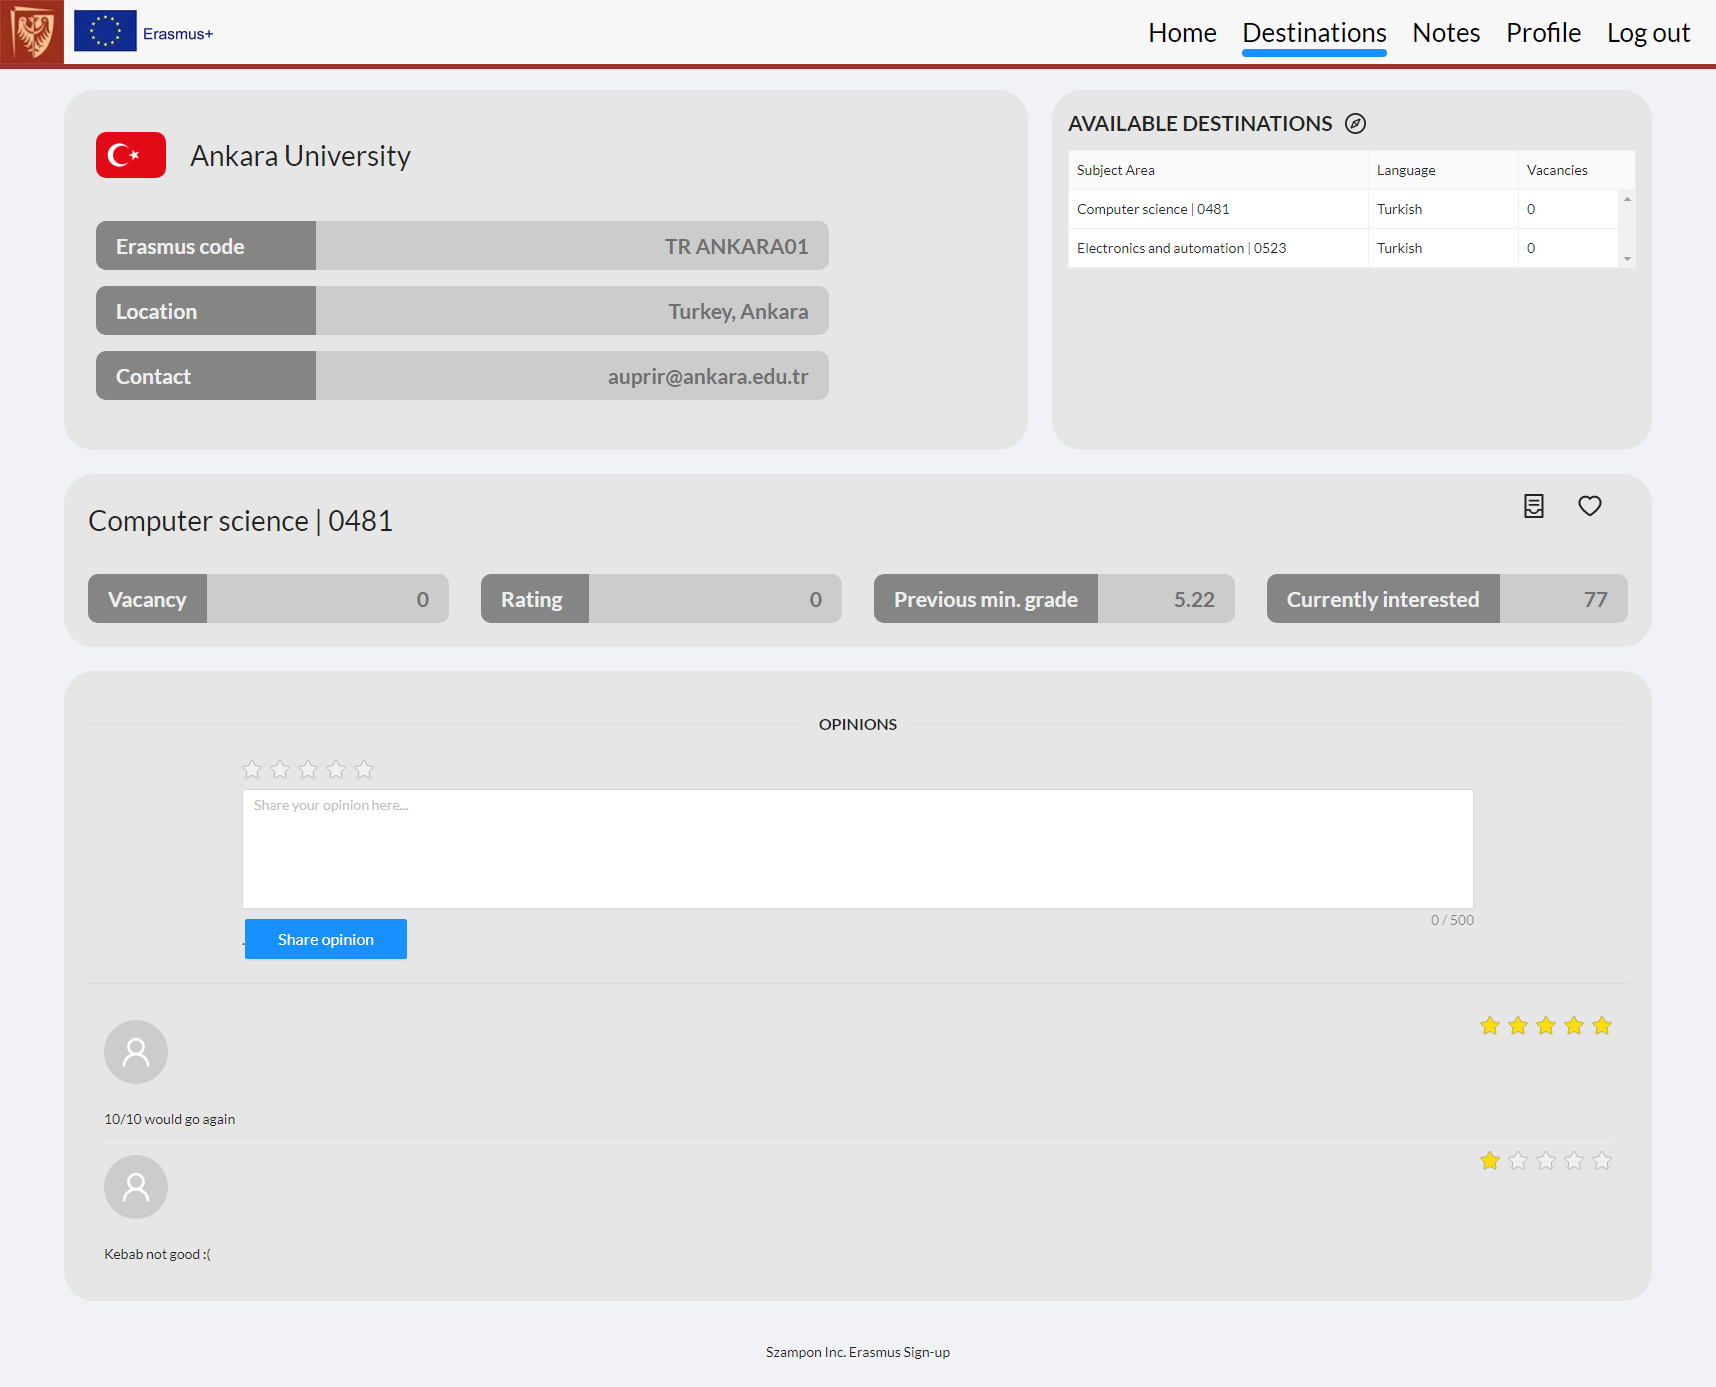 Erasmus+
Home Destinations Notes Profile Log out
Ankara University
Erasmus code TR ANKARA01
Location Turkey, Ankara
Contact auprir@ankara.edu.tr
AVAILABLE DESTINATIONS
Subject Area Language Vacancies
Computer science | 0481 Turkish 0
Electronics and automation | 0523 Turkish 0
Computer science | 0481
Vacancy 0 Rating 0 Previous min. grade 5.22 Currently interested 77
OPINIONS
Share your opinion here...
0 / 500
. Share opinion
10/10 would go again
Kebab not good :(
Szampon Inc. Erasmus Sign-up